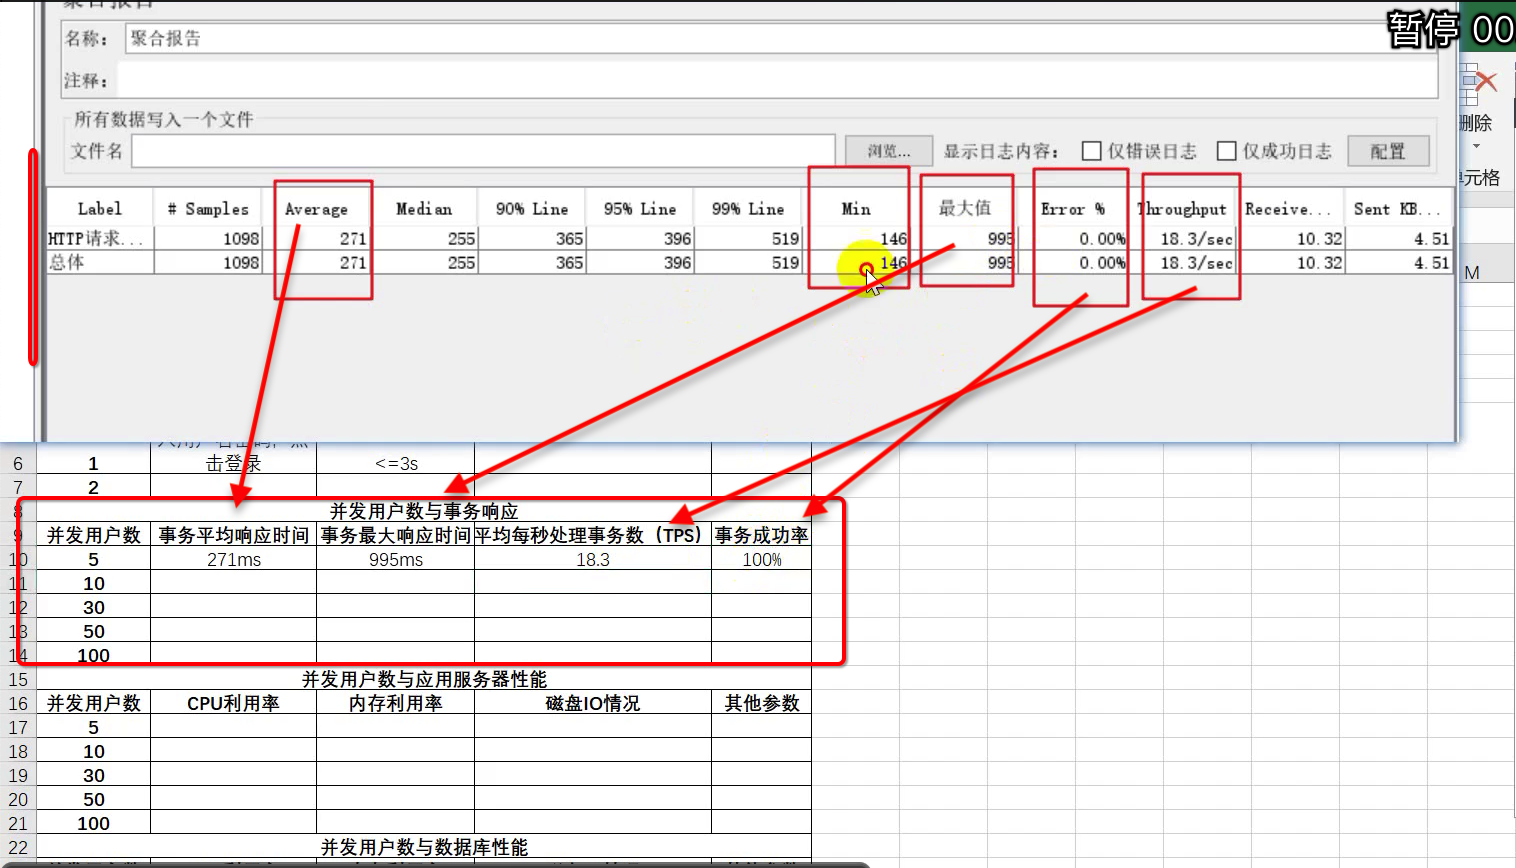 聚合报告
暂停 00
名称： 聚合报告
注释：
删除
所有数据写入一个文件
文件名 浏览... 显示日志内容： 仅错误日志 仅成功日志 配置
单元格
Label # Samples Average Median 90% Line 95% Line 99% Line Min 最大值 Error % Throughput Receive... Sent KB...
HTTP请求... 1098 271 255 365 396 519 146 995 0.00% 18.3/sec 10.32 4.51
总体 1098 271 255 365 396 519 146 995 0.00% 18.3/sec 10.32 4.51
M
6 1 击登录 <=3s
7 2
8 并发用户数与事务响应
9 并发用户数 事务平均响应时间 事务最大响应时间 平均每秒处理事务数（TPS） 事务成功率
10 5 271ms 995ms 18.3 100%
11 10
12 30
13 50
14 100
15 并发用户数与应用服务器性能
16 并发用户数 CPU利用率 内存利用率 磁盘IO情况 其他参数
17 5
18 10
19 30
20 50
21 100
22 并发用户数与数据库性能